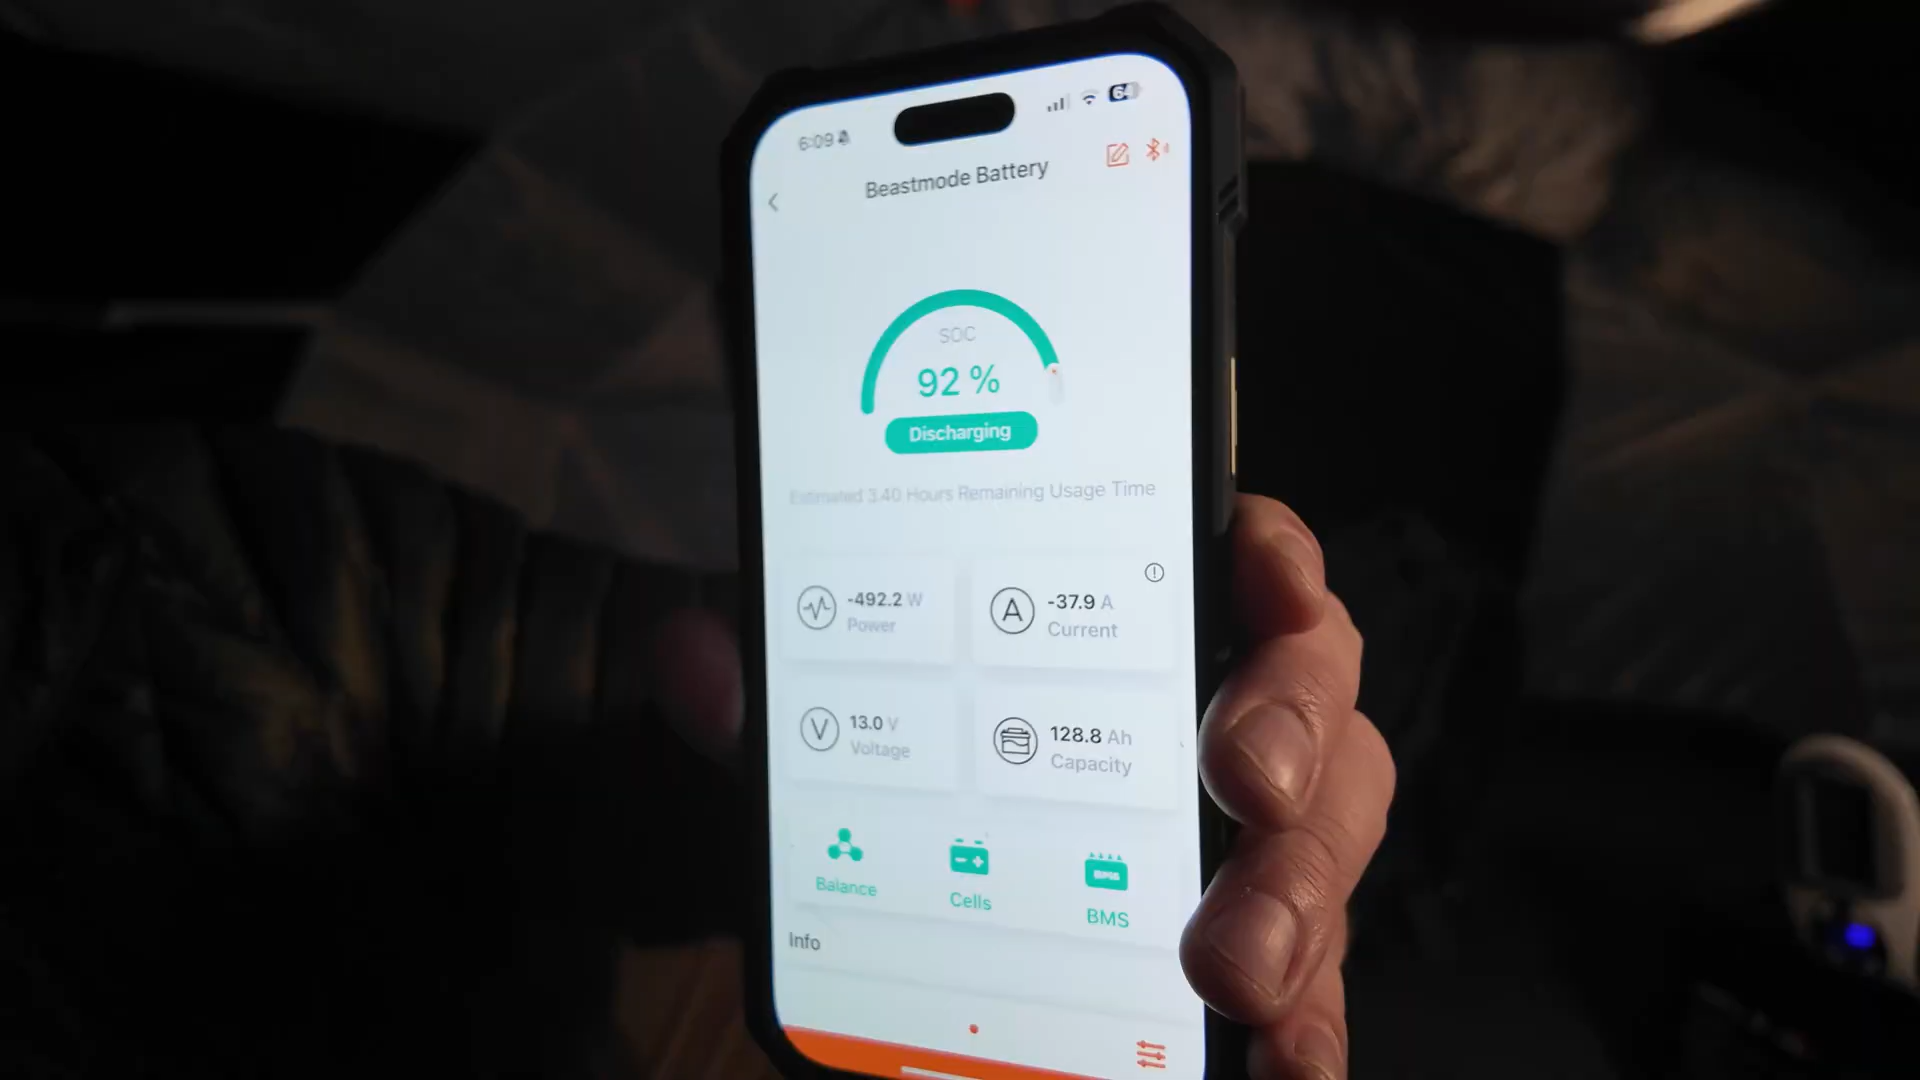 6:09
64
Beastmode Battery
SOC
92 %
Discharging
Estimated 3.40 Hours Remaining Usage Time
-492.2 W
Power
A
-37.9 A
Current
V
13.0 V
Voltage
128.8 Ah
Capacity
Balance
Cells
BMS
BMS
Info